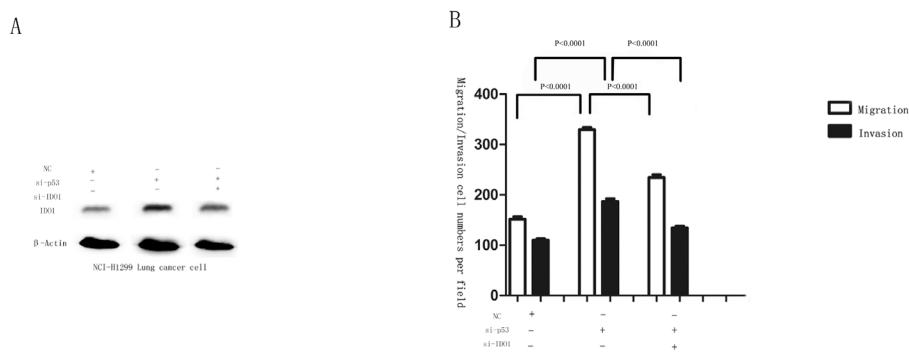 A
NC + − −
si-p53 − + +
si-IDO1 − − +
IDO1
β-Actin
NCI-H1299 Lung camcer cell
B
P<0.0001 P<0.0001
P<0.0001 P<0.0001
Migration/Invasion cell numbers per field
400
300
200
100
0
NC + − −
si-p53 − + +
si-IDO1 − − +
Migration
Invasion